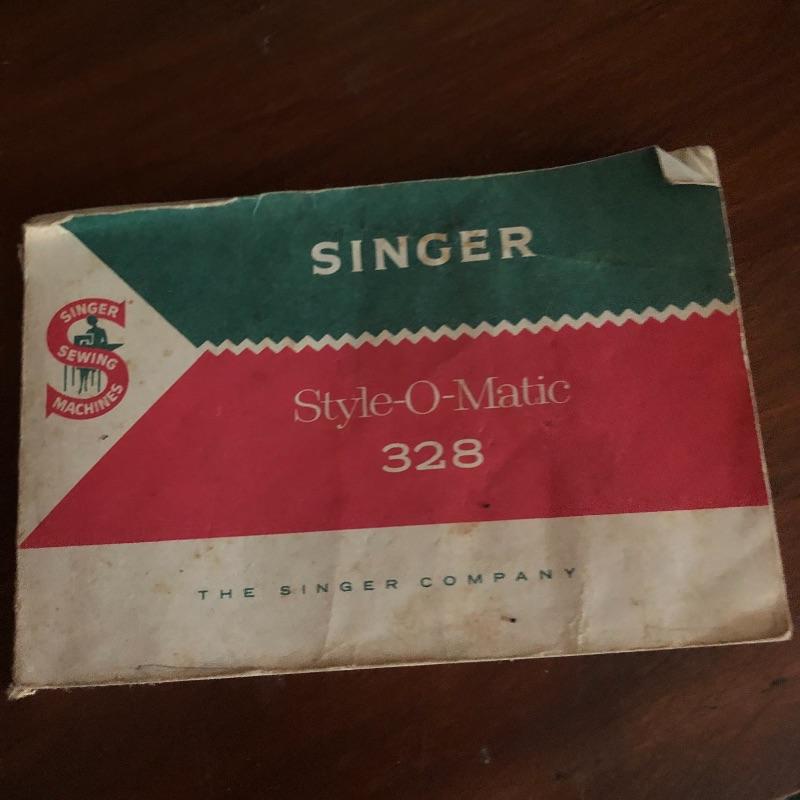 SINGER
SINGER
SEWING
MACHINES
Style-O-Matic
328
THE SINGER COMPANY